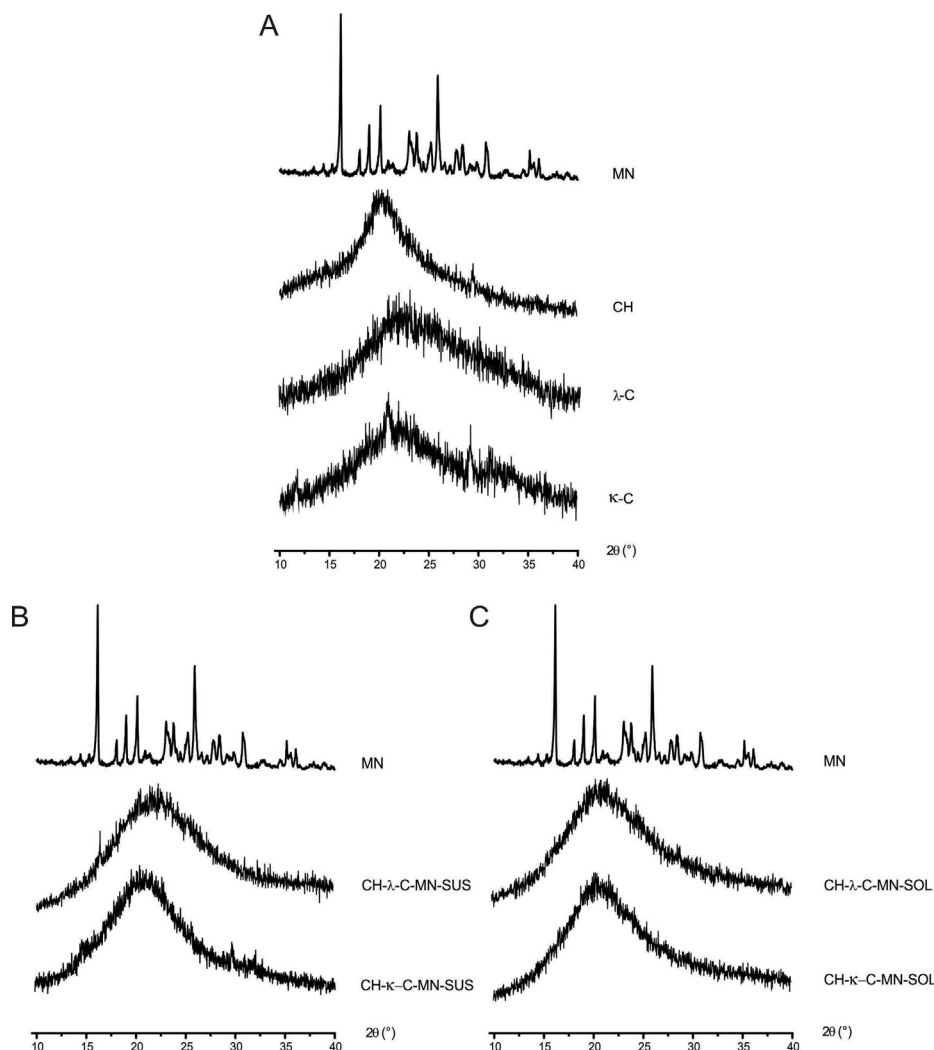 A
MN
CH
λ-C
κ-C
10 15 20 25 30 35 40 2θ (°)
B
MN
CH-λ-C-MN-SUS
CH-κ-C-MN-SUS
10 15 20 25 30 35 40 2θ (°)
C
MN
CH-λ-C-MN-SOL
CH-κ-C-MN-SOL
10 15 20 25 30 35 40 2θ (°)